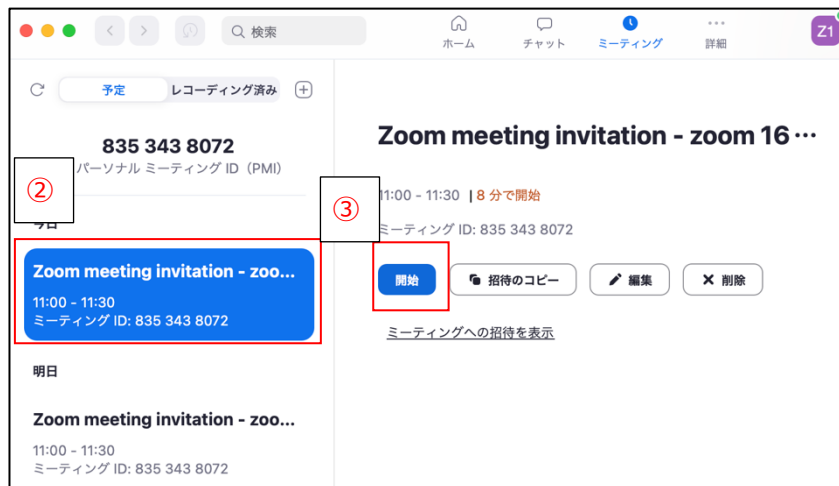 検索
ホーム
チャット
ミーティング
詳細
Z1
予定
レコーディング済み
835 343 8072
パーソナル ミーティング ID（PMI）
②
今日
Zoom meeting invitation - zoo...
11:00 - 11:30
ミーティング ID: 835 343 8072
明日
Zoom meeting invitation - zoo...
11:00 - 11:30
ミーティング ID: 835 343 8072
Zoom meeting invitation - zoom 16 ···
③
11:00 - 11:30 | 8 分で開始
ミーティング ID: 835 343 8072
開始
招待のコピー
編集
削除
ミーティングへの招待を表示